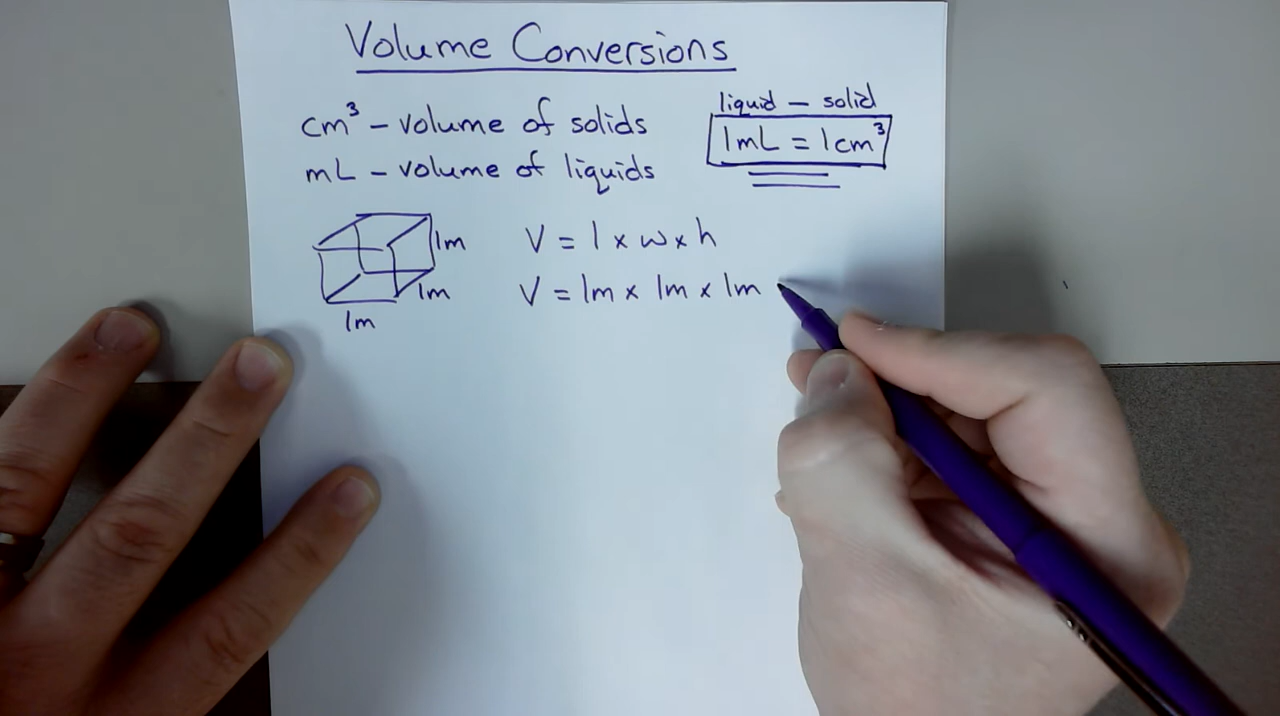 Volume Conversions
cm³ – volume of solids
mL – volume of liquids
liquid – solid
1mL = 1cm³
1m
1m
1m
V = l x w x h
V = 1m x 1m x 1m